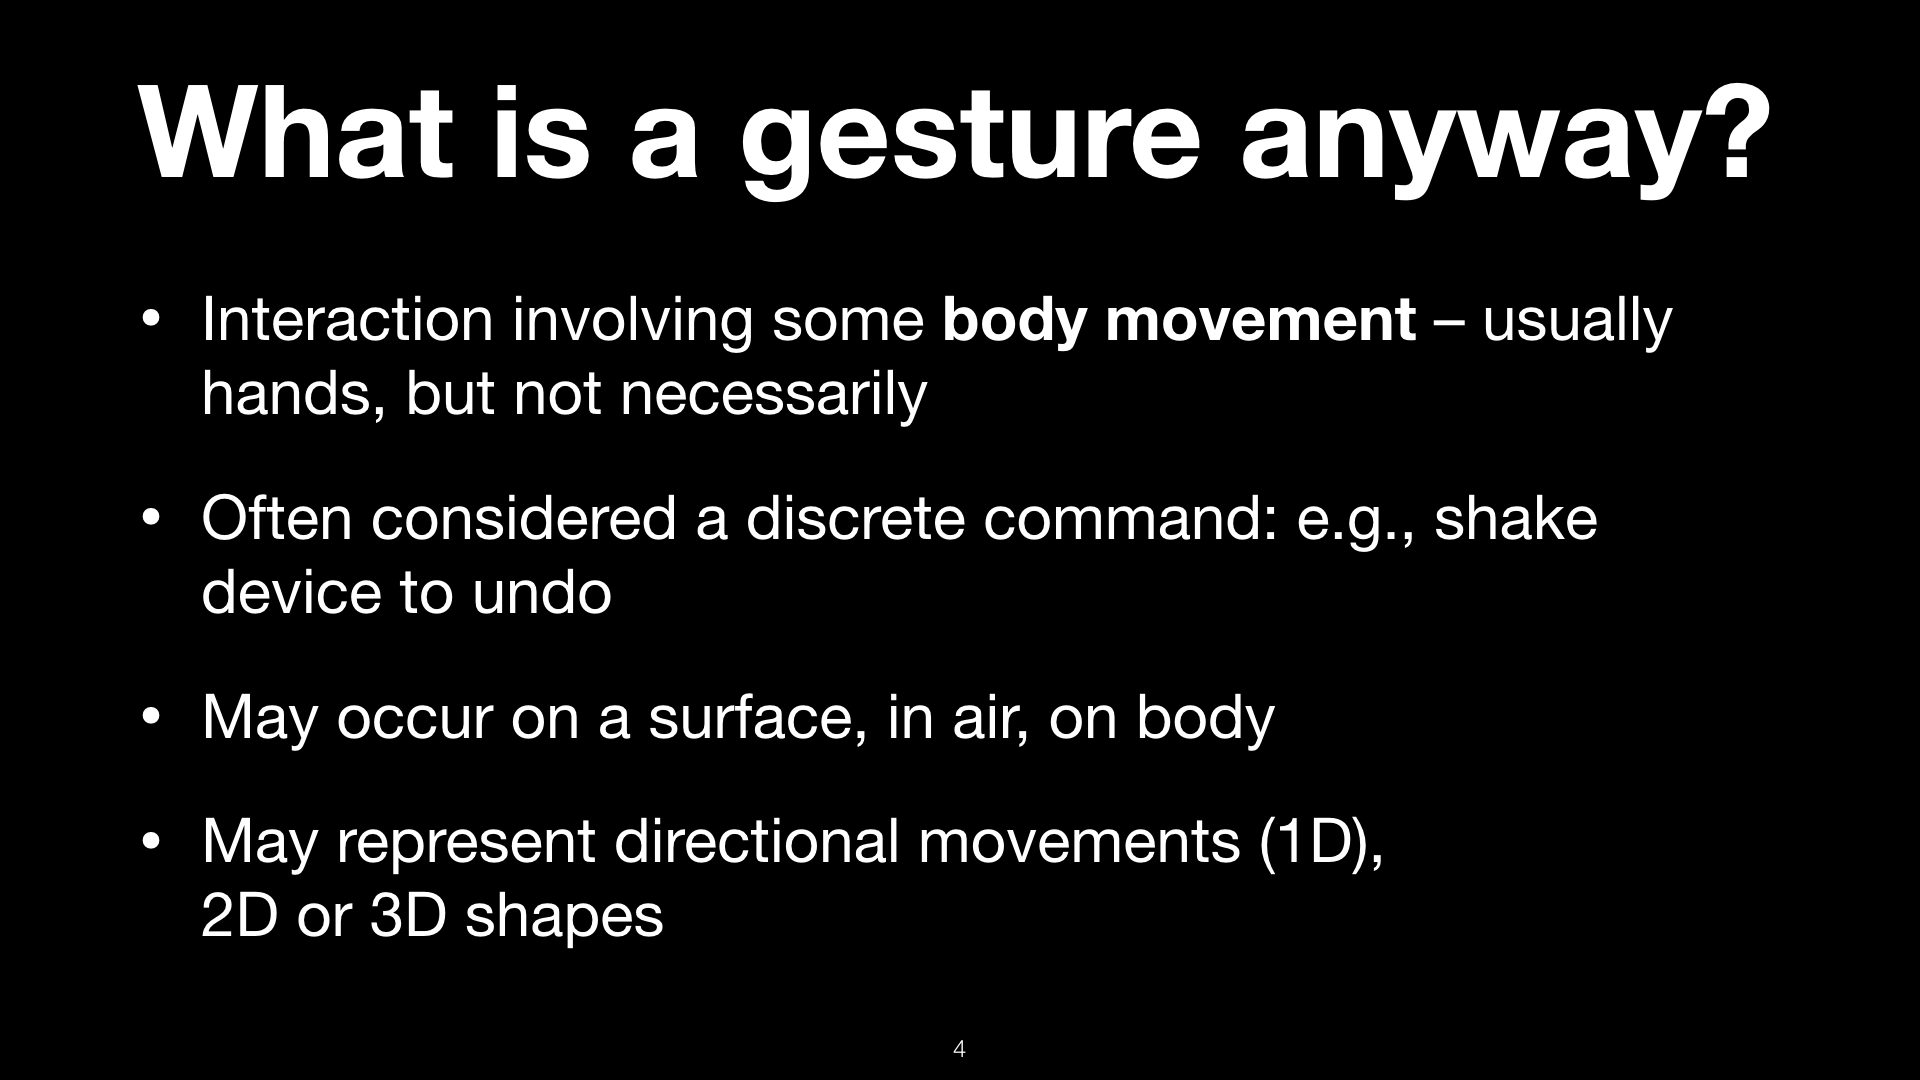 What is a gesture anyway?
• Interaction involving some body movement – usually
hands, but not necessarily
• Often considered a discrete command: e.g., shake
device to undo
• May occur on a surface, in air, on body
• May represent directional movements (1D),
2D or 3D shapes
4